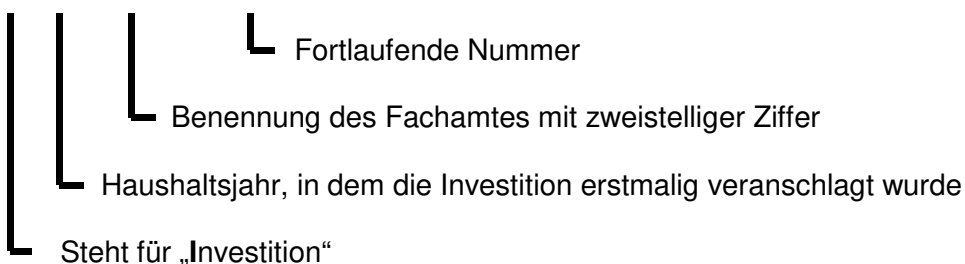 Fortlaufende Nummer
Benennung des Fachamtes mit zweistelliger Ziffer
Haushaltsjahr, in dem die Investition erstmalig veranschlagt wurde
Steht für „Investition“